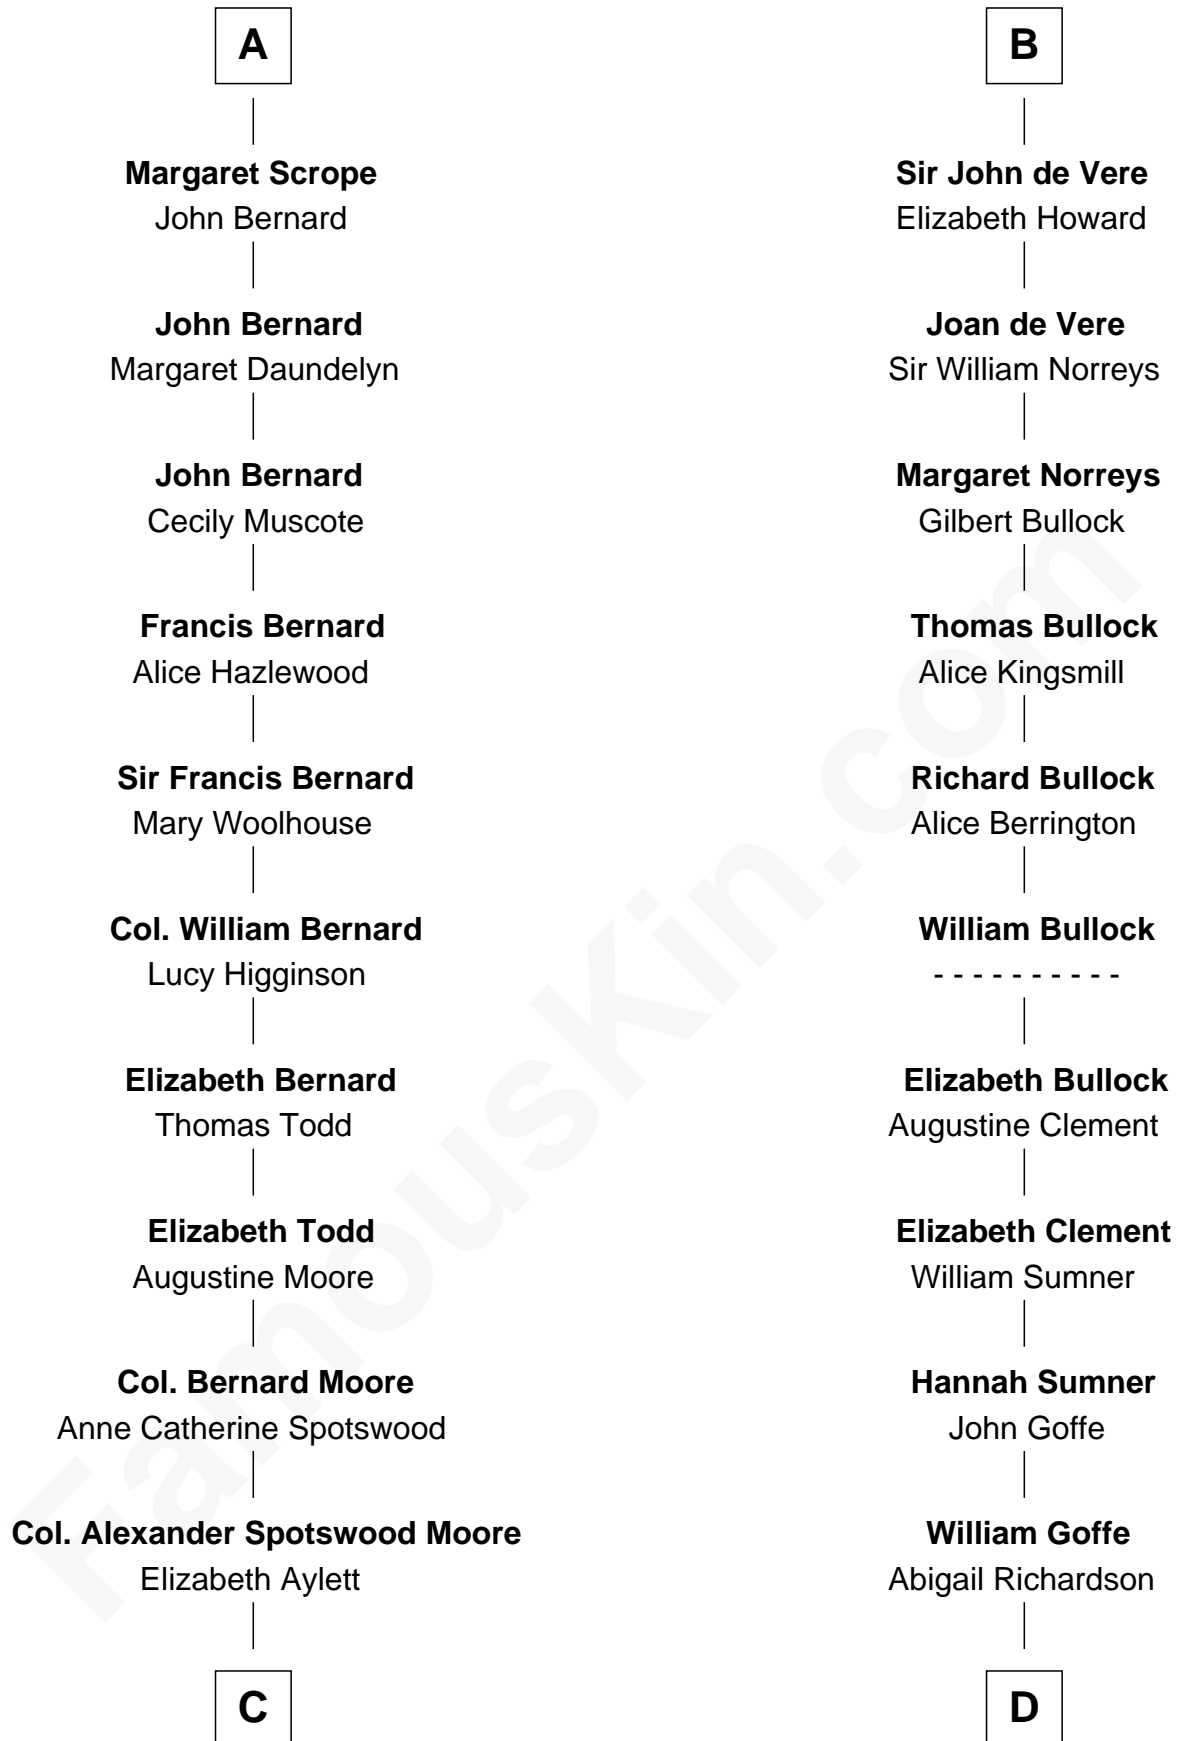 A
Margaret Scrope
John Bernard
John Bernard
Margaret Daundelyn
John Bernard
Cecily Muscote
Francis Bernard
Alice Hazlewood
Sir Francis Bernard
Mary Woolhouse
Col. William Bernard
Lucy Higginson
Elizabeth Bernard
Thomas Todd
Elizabeth Todd
Augustine Moore
Col. Bernard Moore
Anne Catherine Spotswood
Col. Alexander Spotswood Moore
Elizabeth Aylett
C
B
Sir John de Vere
Elizabeth Howard
Joan de Vere
Sir William Norreys
Margaret Norreys
Gilbert Bullock
Thomas Bullock
Alice Kingsmill
Richard Bullock
Alice Berrington
William Bullock
- - - - - - - - - -
Elizabeth Bullock
Augustine Clement
Elizabeth Clement
William Sumner
Hannah Sumner
John Goffe
William Goffe
Abigail Richardson
D
FamousKin.com